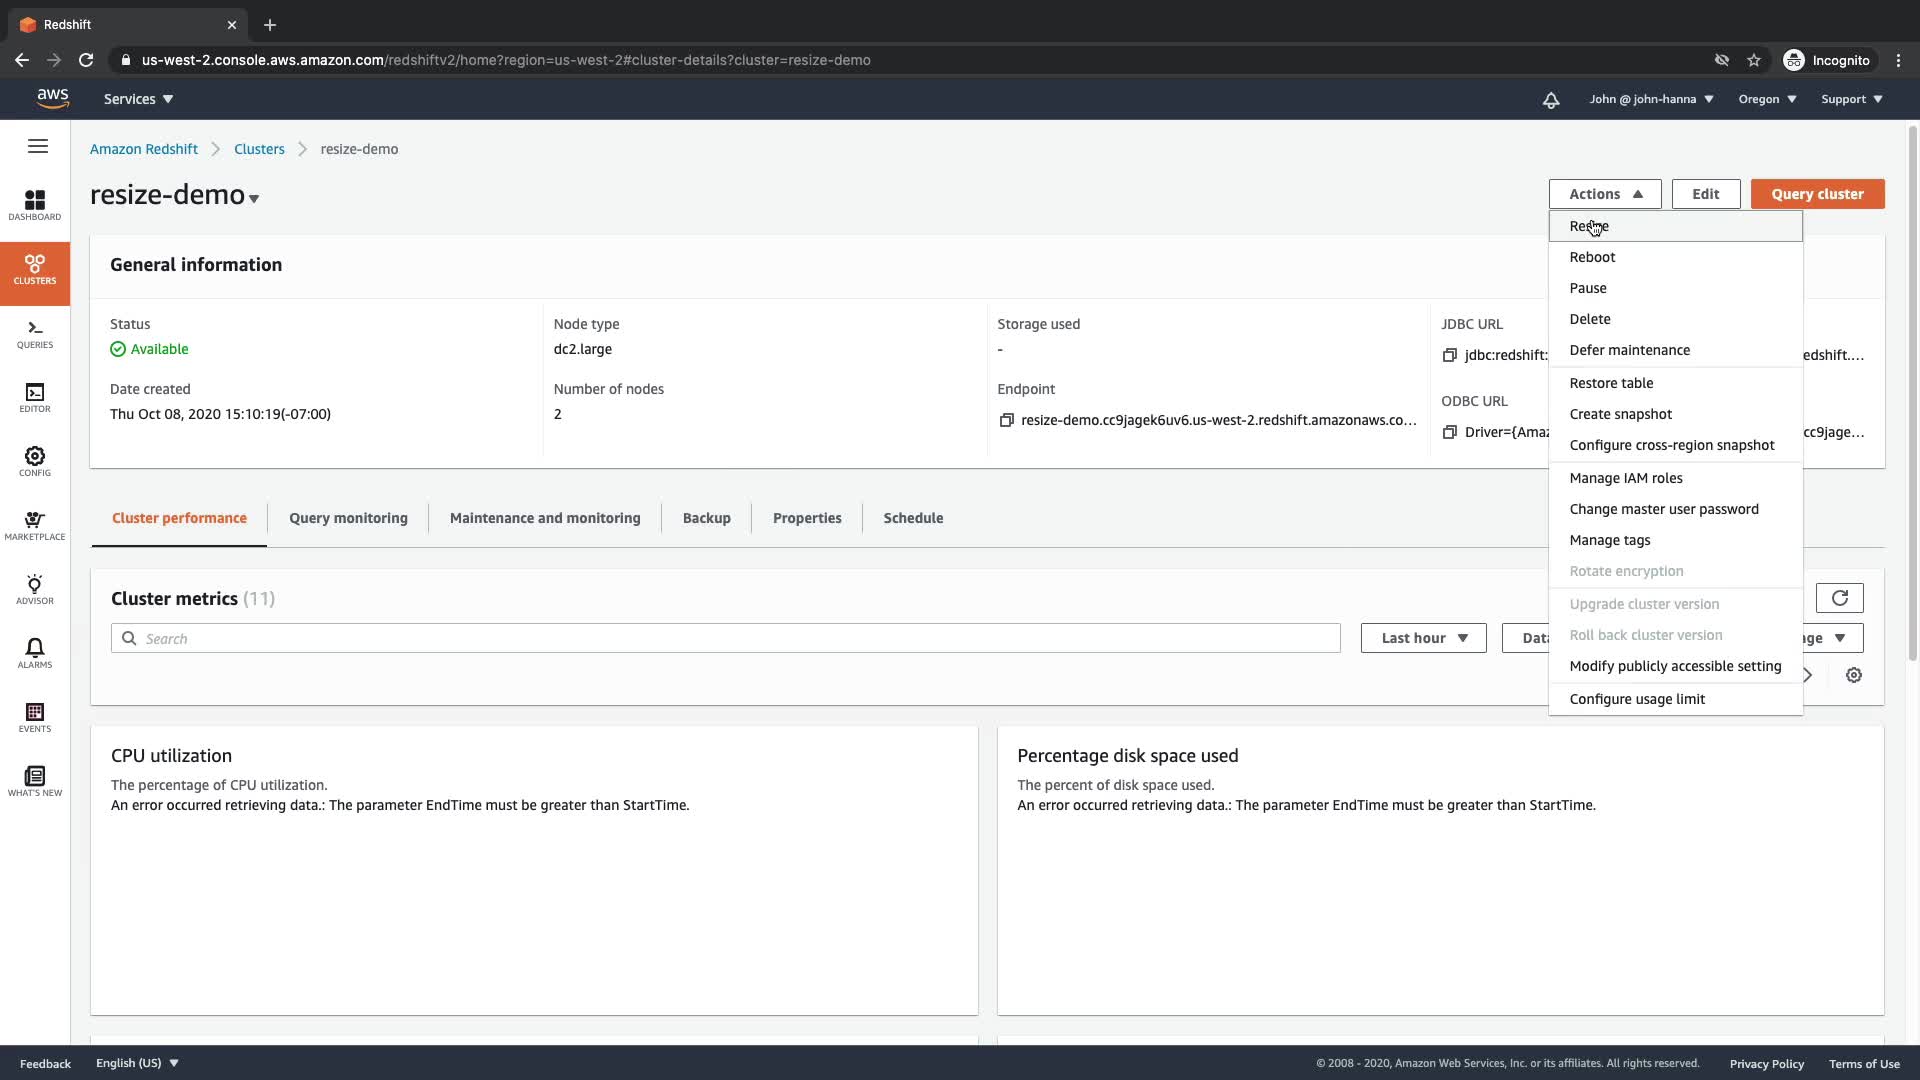 Redshift
us-west-2.console.aws.amazon.com/redshiftv2/home?region=us-west-2#cluster-details?cluster=resize-demo
Incognito
aws
Services
John @ john-hanna
Oregon
Support
Amazon Redshift
Clusters
resize-demo
resize-demo
Actions
Edit
Query cluster
Resize
Reboot
Pause
Delete
Defer maintenance
Restore table
Create snapshot
Configure cross-region snapshot
Manage IAM roles
Change master user password
Manage tags
Rotate encryption
Upgrade cluster version
Roll back cluster version
Modify publicly accessible setting
Configure usage limit
DASHBOARD
CLUSTERS
QUERIES
EDITOR
CONFIG
MARKETPLACE
ADVISOR
ALARMS
EVENTS
WHAT'S NEW
General information
Status
Available
Date created
Thu Oct 08, 2020 15:10:19(-07:00)
Node type
dc2.large
Number of nodes
2
Storage used
-
Endpoint
resize-demo.cc9jagek6uv6.us-west-2.redshift.amazonaws.co...
JDBC URL
jdbc:redshift: edshift....
ODBC URL
Driver={Amaz cc9jage...
Cluster performance
Query monitoring
Maintenance and monitoring
Backup
Properties
Schedule
Cluster metrics (11)
Search
Last hour
CPU utilization
The percentage of CPU utilization.
An error occurred retrieving data.: The parameter EndTime must be greater than StartTime.
Percentage disk space used
The percent of disk space used.
An error occurred retrieving data.: The parameter EndTime must be greater than StartTime.
Feedback
English (US)
© 2008 - 2020, Amazon Web Services, Inc. or its affiliates. All rights reserved.
Privacy Policy
Terms of Use